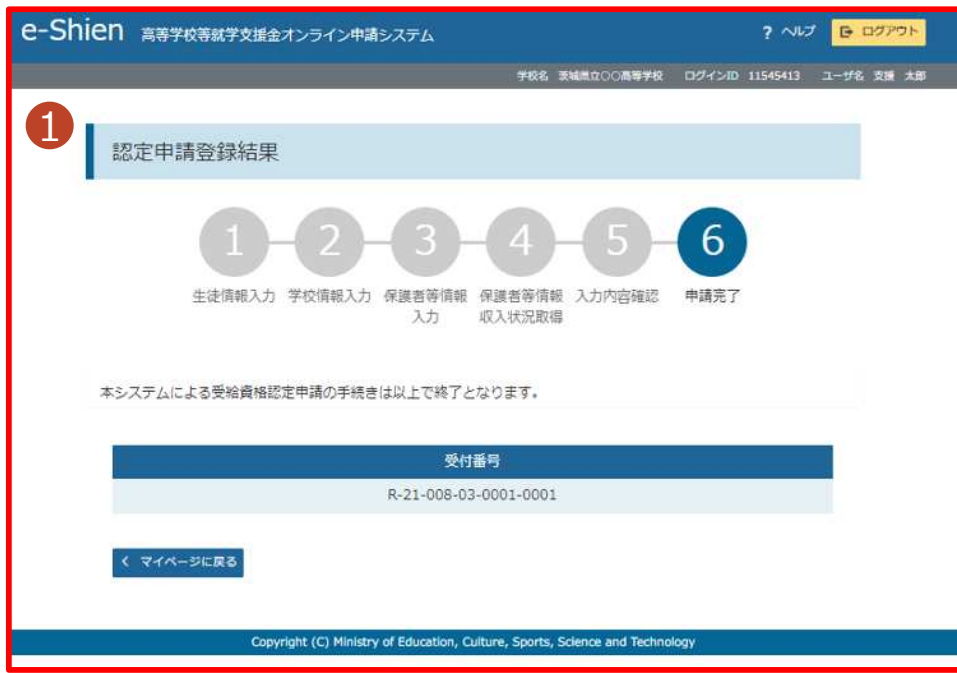 e-Shien 高等学校等就学支援金オンライン申請システム ? ヘルプ ログアウト
学校名 茨城県立○○高等学校 ログインID 11545413 ユーザ名 支援 太郎
1
認定申請登録結果
1 2 3 4 5 6
生徒情報入力 学校情報入力 保護者等情報 保護者等情報 入力内容確認 申請完了
入力 収入状況取得
本システムによる受給資格認定申請の手続きは以上で終了となります。
受付番号
R-21-008-03-0001-0001
マイページに戻る
Copyright (C) Ministry of Education, Culture, Sports, Science and Technology